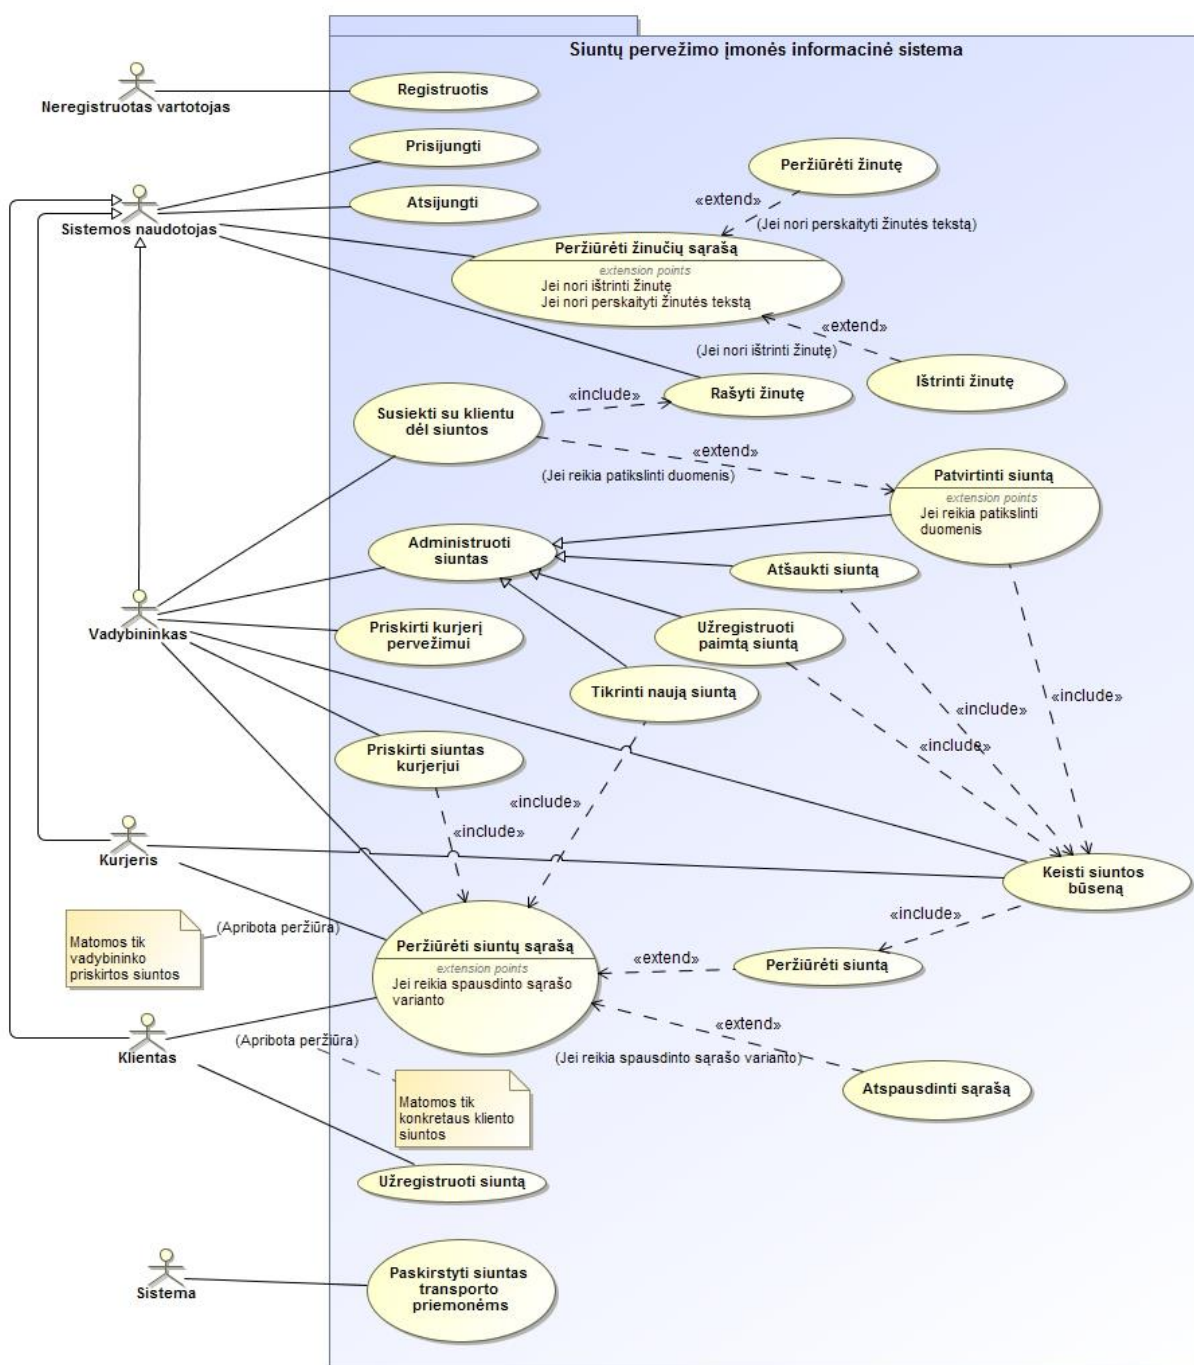 Siuntų pervežimo įmonės informacinė sistema
Neregistruotas vartotojas
Registruotis
Prisijungti
Peržiūrėti žinutę
«extend»
(Jei nori perskaityti žinutės tekstą)
Atsijungti
Sistemos naudotojas
Peržiūrėti žinučių sąrašą
extension points
Jei nori ištrinti žinutę
Jei nori perskaityti žinutės tekstą
«extend»
(Jei nori ištrinti žinutę)
Ištrinti žinutę
Rašyti žinutę
«include»
Susiekti su klientu
dėl siuntos
«extend»
(Jei reikia patikslinti duomenis)
Patvirtinti siuntą
extension points
Jei reikia patikslinti
duomenis
Administruoti
siuntas
Atšaukti siuntą
Vadybininkas
Priskirti kurjerį
pervežimui
Užregistruoti
paimtą siuntą
Tikrinti naują siuntą
«include»
«include»
«include»
Priskirti siuntas
kurjerįui
«include»
«include»
Kurjeris
Keisti siuntos
būseną
«include»
(Apribota peržiūra)
Matomos tik
vadybininko
priskirtos siuntos
Peržiūrėti siuntų sąrašą
extension points
Jei reikia spausdinto sąrašo
varianto
«extend»
Peržiūrėti siuntą
«extend»
(Jei reikia spausdinto sąrašo varianto)
Atspausdinti sąrašą
Klientas
(Apribota peržiūra)
Matomos tik
konkretaus kliento
siuntos
Užregistruoti siuntą
Sistema
Paskirstyti siuntas
transporto
priemonėms